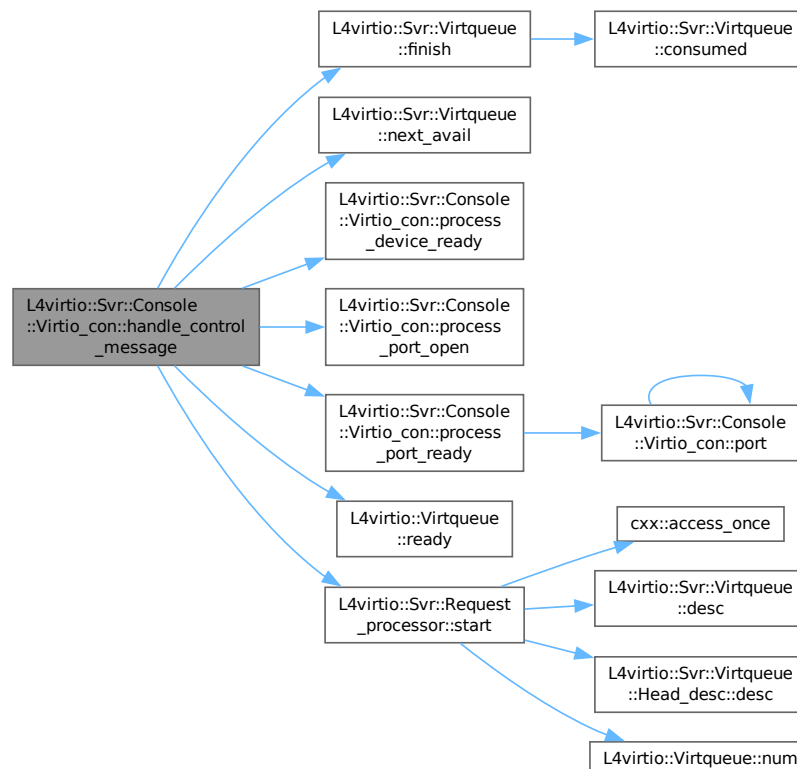 L4virtio::Svr::Virtqueue
::finish
L4virtio::Svr::Virtqueue
::consumed
L4virtio::Svr::Virtqueue
::next_avail
L4virtio::Svr::Console
::Virtio_con::process
_device_ready
L4virtio::Svr::Console
::Virtio_con::handle_control
_message
L4virtio::Svr::Console
::Virtio_con::process
_port_open
L4virtio::Svr::Console
::Virtio_con::process
_port_ready
L4virtio::Svr::Console
::Virtio_con::port
L4virtio::Virtqueue
::ready
cxx::access_once
L4virtio::Svr::Request
_processor::start
L4virtio::Svr::Virtqueue
::desc
L4virtio::Svr::Virtqueue
::Head_desc::desc
L4virtio::Virtqueue::num